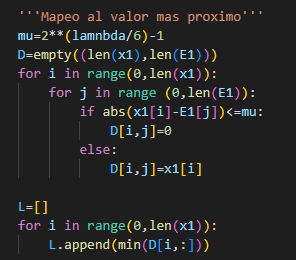 '''Mapeo al valor mas proximo'''
mu=2**(lamnbda/6)-1
D=empty((len(x1),len(E1)))
for i in range(0,len(x1)):
    for j in range (0,len(E1)):
        if abs(x1[i]-E1[j])<=mu:
            D[i,j]=0
        else:
            D[i,j]=x1[i]

L=[]
for i in range(0,len(x1)):
    L.append(min(D[i,:]))